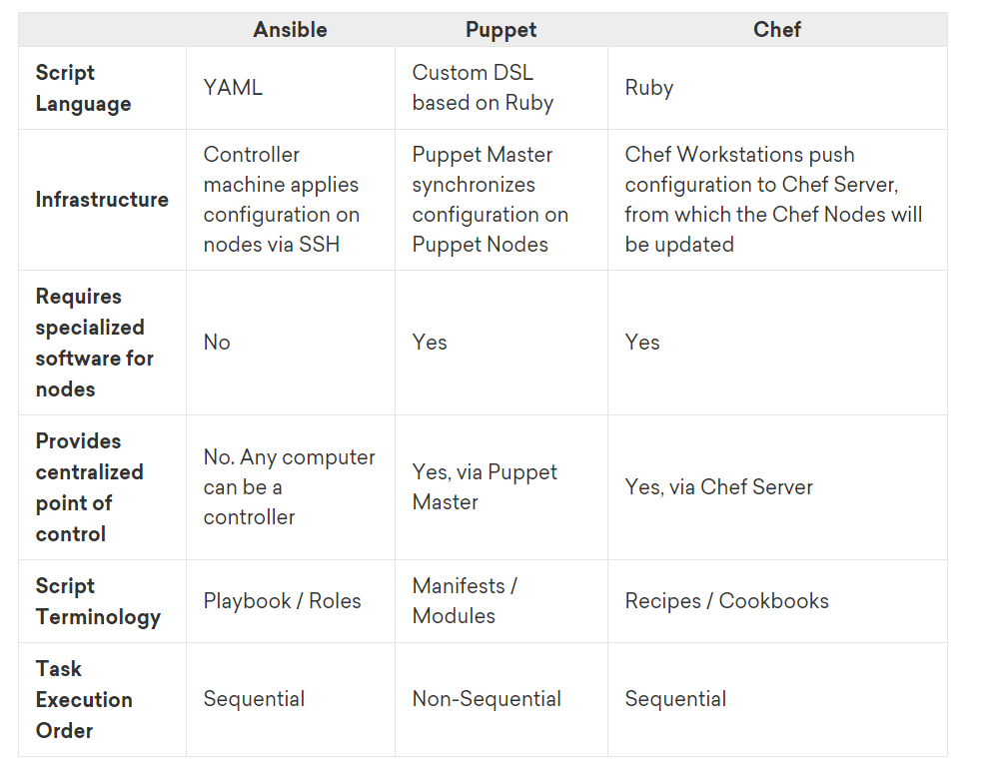 Ansible Puppet Chef
Script
Language
YAML
Custom DSL
based on Ruby
Ruby
Infrastructure
Controller
machine applies
configuration on
nodes via SSH
Puppet Master
synchronizes
configuration on
Puppet Nodes
Chef Workstations push
configuration to Chef Server,
from which the Chef Nodes will
be updated
Requires
specialized
software for
nodes
No
Yes
Yes
Provides
centralized
point of
control
No. Any computer
can be a
controller
Yes, via Puppet
Master
Yes, via Chef Server
Script
Terminology
Playbook / Roles
Manifests /
Modules
Recipes / Cookbooks
Task
Execution
Order
Sequential
Non-Sequential
Sequential